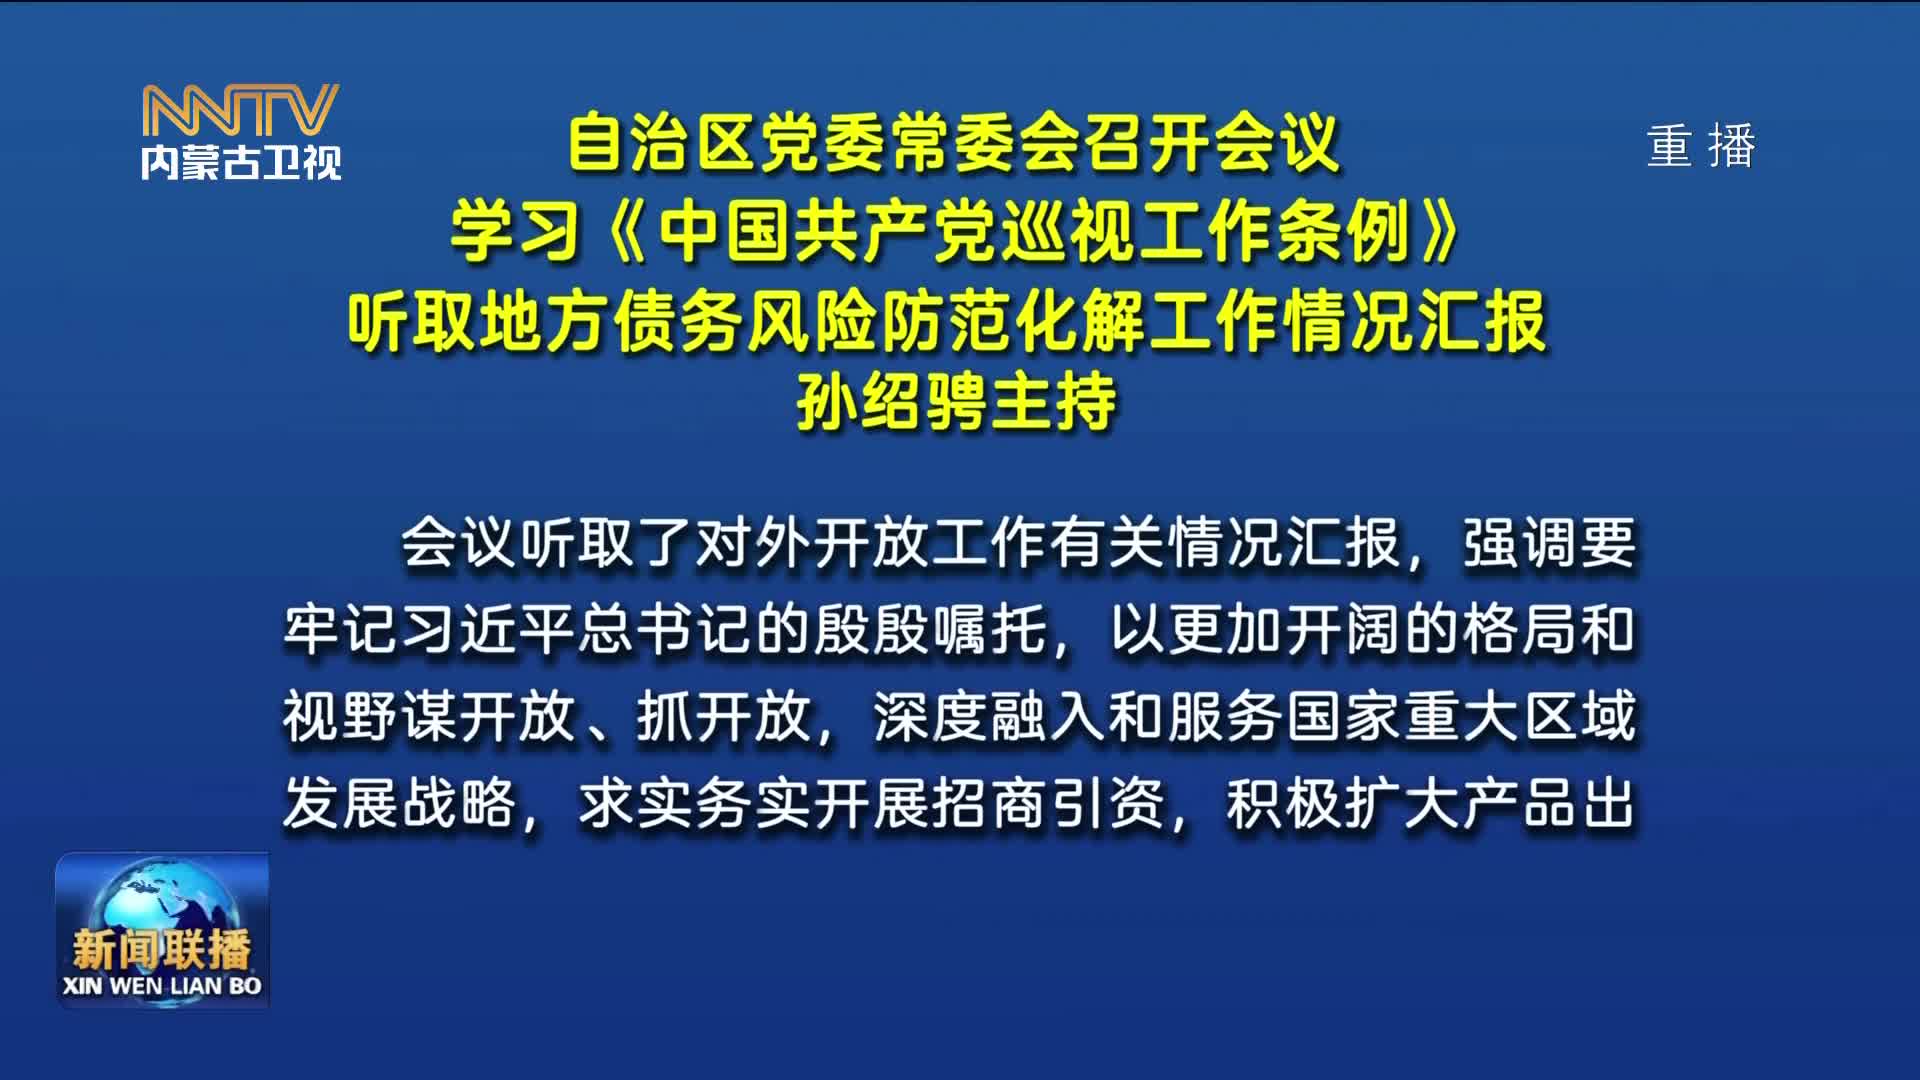 NNTV
内蒙古卫视
重播
自治区党委常委会召开会议
学习《中国共产党巡视工作条例》
听取地方债务风险防范化解工作情况汇报
孙绍骋主持
会议听取了对外开放工作有关情况汇报，强调要
牢记习近平总书记的殷殷嘱托，以更加开阔的格局和
视野谋开放、抓开放，深度融入和服务国家重大区域
发展战略，求实务实开展招商引资，积极扩大产品出
新闻联播
XIN WEN LIAN BO